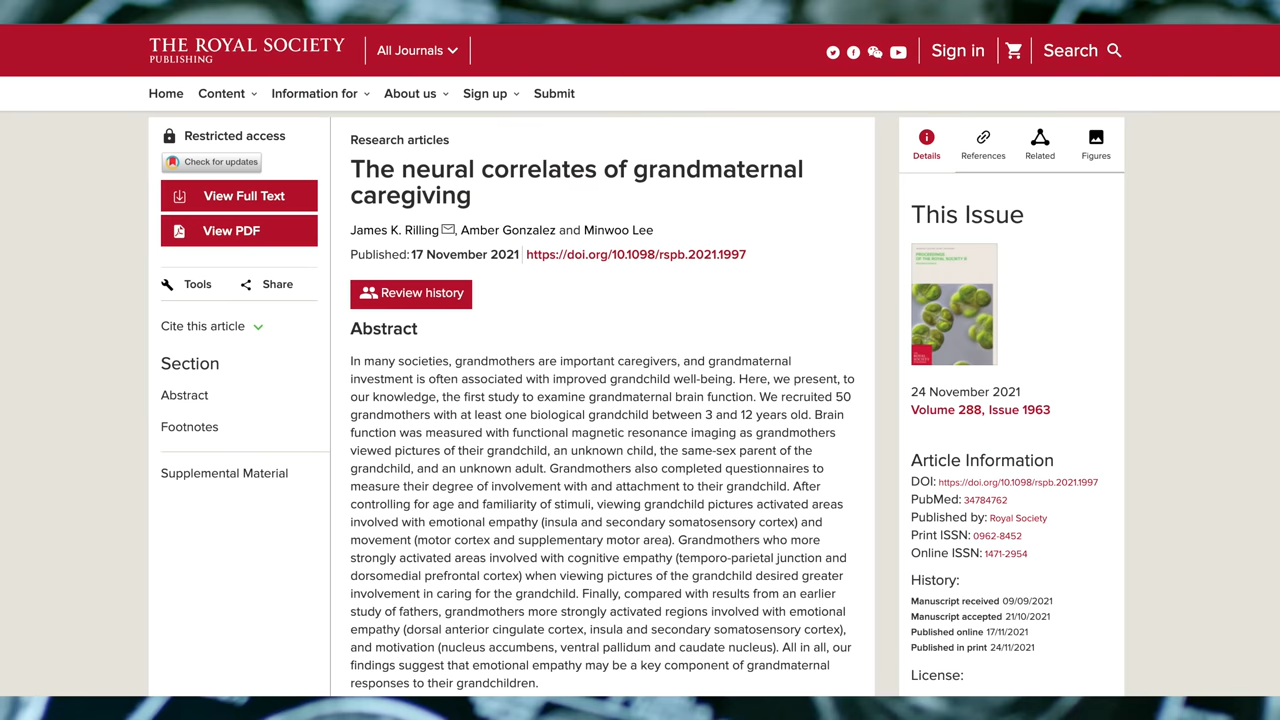 THE ROYAL SOCIETY
PUBLISHING
All Journals
Sign in
Search
Home
Content
Information for
About us
Sign up
Submit
Restricted access
Check for updates
View Full Text
View PDF
Tools
Share
Cite this article
Section
Abstract
Footnotes
Supplemental Material
Research articles
The neural correlates of grandmaternal
caregiving
James K. Rilling, Amber Gonzalez and Minwoo Lee
Published: 17 November 2021 https://doi.org/10.1098/rspb.2021.1997
Review history
Abstract
In many societies, grandmothers are important caregivers, and grandmaternal
investment is often associated with improved grandchild well-being. Here, we present, to
our knowledge, the first study to examine grandmaternal brain function. We recruited 50
grandmothers with at least one biological grandchild between 3 and 12 years old. Brain
function was measured with functional magnetic resonance imaging as grandmothers
viewed pictures of their grandchild, an unknown child, the same-sex parent of the
grandchild, and an unknown adult. Grandmothers also completed questionnaires to
measure their degree of involvement with and attachment to their grandchild. After
controlling for age and familiarity of stimuli, viewing grandchild pictures activated areas
involved with emotional empathy (insula and secondary somatosensory cortex) and
movement (motor cortex and supplementary motor area). Grandmothers who more
strongly activated areas involved with cognitive empathy (temporo-parietal junction and
dorsomedial prefrontal cortex) when viewing pictures of the grandchild desired greater
involvement in caring for the grandchild. Finally, compared with results from an earlier
study of fathers, grandmothers more strongly activated regions involved with emotional
empathy (dorsal anterior cingulate cortex, insula and secondary somatosensory cortex),
and motivation (nucleus accumbens, ventral pallidum and caudate nucleus). All in all, our
findings suggest that emotional empathy may be a key component of grandmaternal
responses to their grandchildren.
Details
References
Related
Figures
This Issue
PROCEEDINGS
OF THE ROYAL SOCIETY B
24 November 2021
Volume 288, Issue 1963
Article Information
DOI: https://doi.org/10.1098/rspb.2021.1997
PubMed: 34784762
Published by: Royal Society
Print ISSN: 0962-8452
Online ISSN: 1471-2954
History:
Manuscript received 09/09/2021
Manuscript accepted 21/10/2021
Published online 17/11/2021
Published in print 24/11/2021
License: